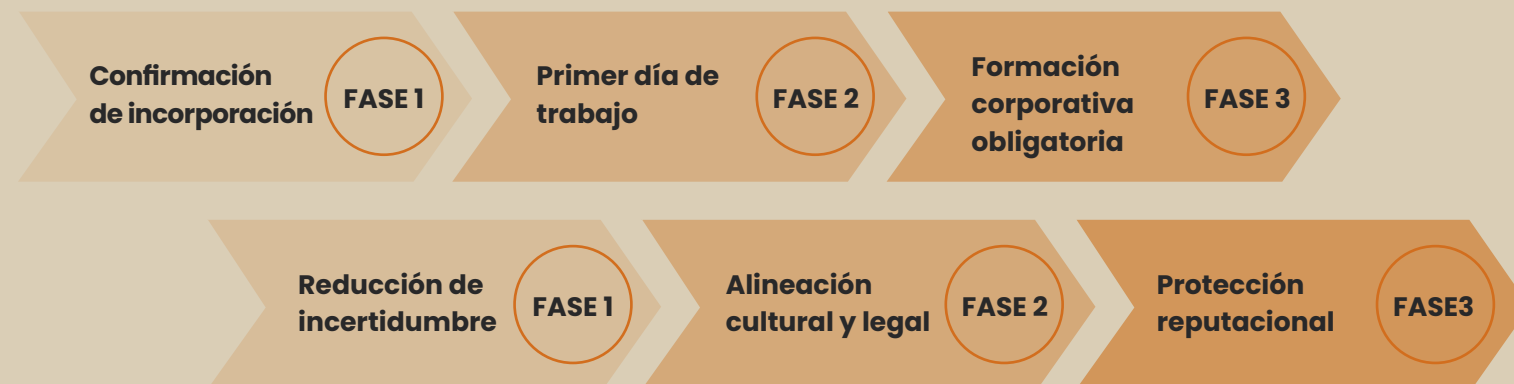 Confirmación
de incorporación
FASE 1
Primer día de
trabajo
FASE 2
Formación
corporativa
obligatoria
FASE 3
Reducción de
incertidumbre
FASE 1
Alineación
cultural y legal
FASE 2
Protección
reputacional
FASE3